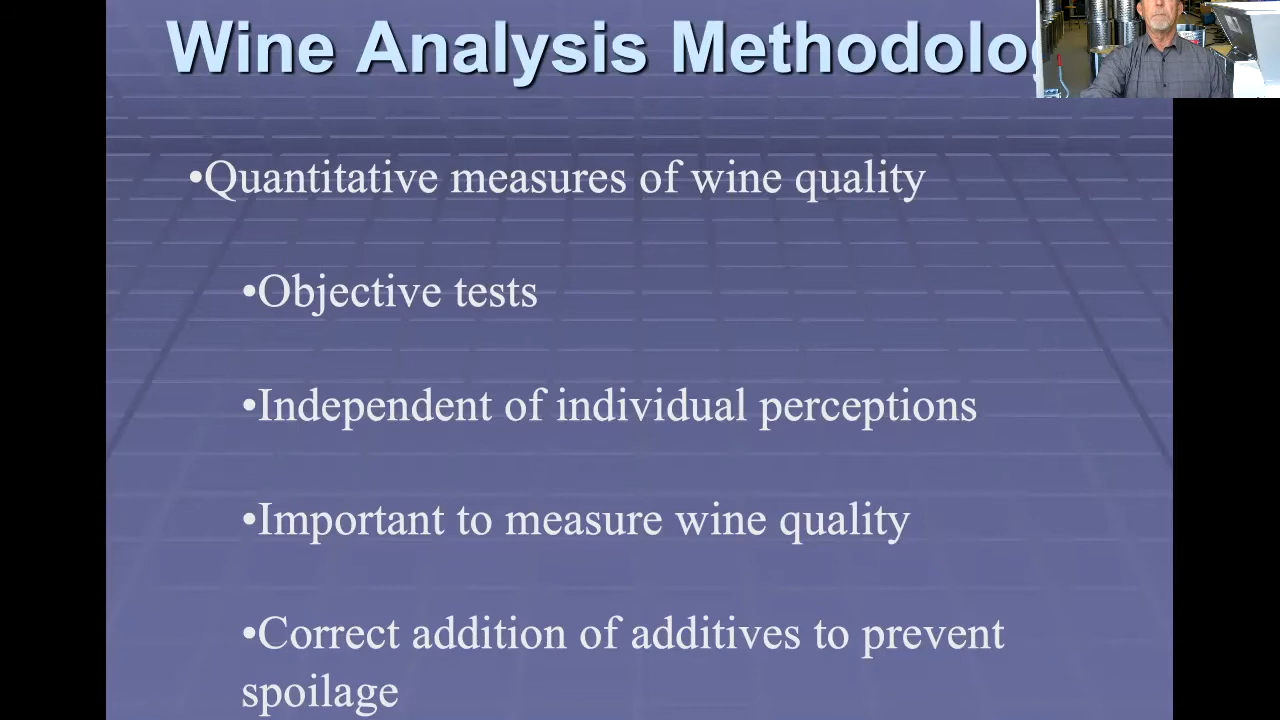 Wine Analysis Methodolo
•Quantitative measures of wine quality
•Objective tests
•Independent of individual perceptions
•Important to measure wine quality
•Correct addition of additives to prevent
spoilage